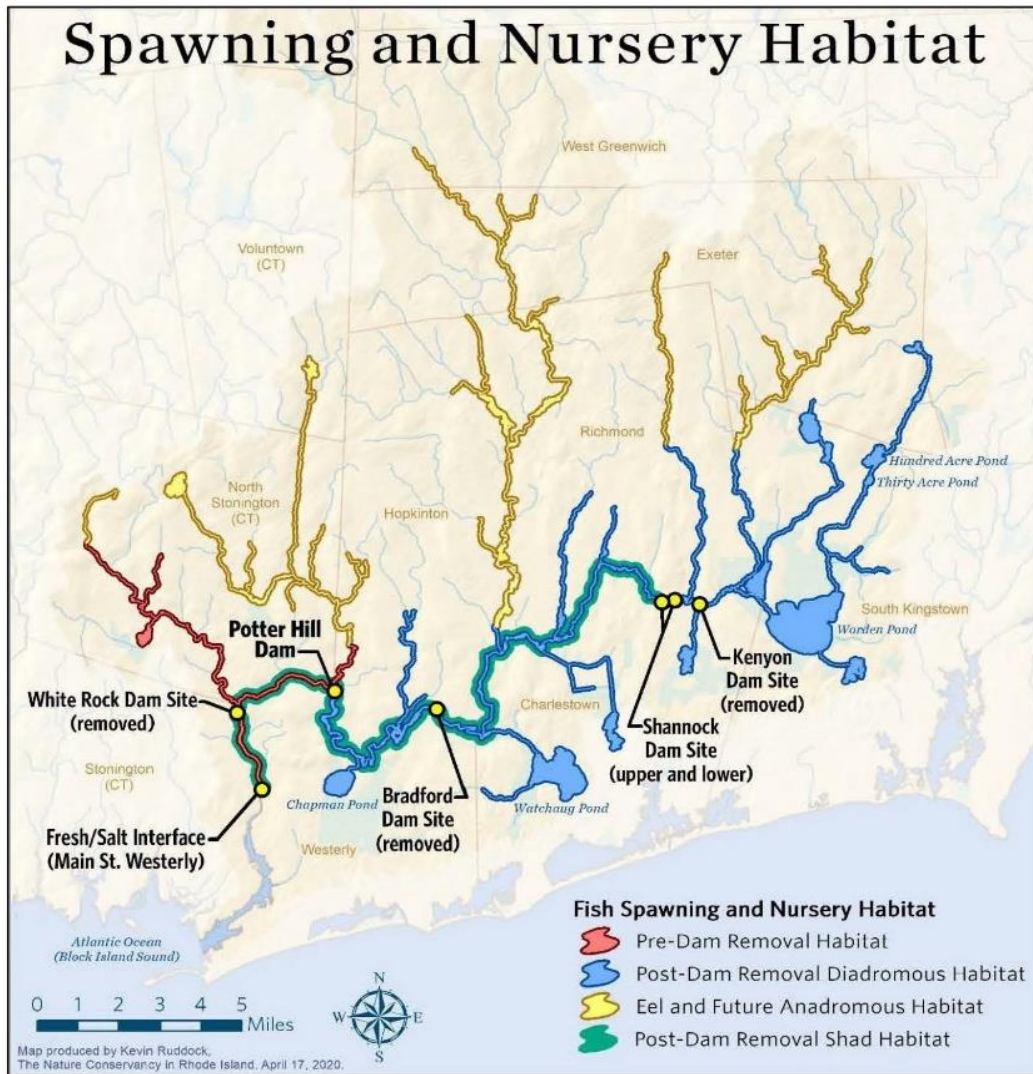 Spawning and Nursery Habitat
West Greenwich
Voluntown
(CT)
Exeter
Richmond
Hundred Acre Pond
Thirty Acre Pond
North
Stonington
(CT)
Hopkinton
South Kingstown
Worden Pond
Potter Hill
Dam
Kenyon
Dam Site
(removed)
White Rock Dam Site
(removed)
Charlestown
Shannock
Dam Site
(upper and lower)
Stonington
(CT)
Chapman Pond
Bradford
Dam Site
(removed)
Watchaug Pond
Fresh/Salt Interface
(Main St. Westerly)
Westerly
Atlantic Ocean
(Block Island Sound)
Fish Spawning and Nursery Habitat
Pre-Dam Removal Habitat
Post-Dam Removal Diadromous Habitat
Eel and Future Anadromous Habitat
Post-Dam Removal Shad Habitat
0 1 2 3 4 5
Miles
N
W E
S
Map produced by Kevin Ruddock,
The Nature Conservancy in Rhode Island. April 17, 2020.